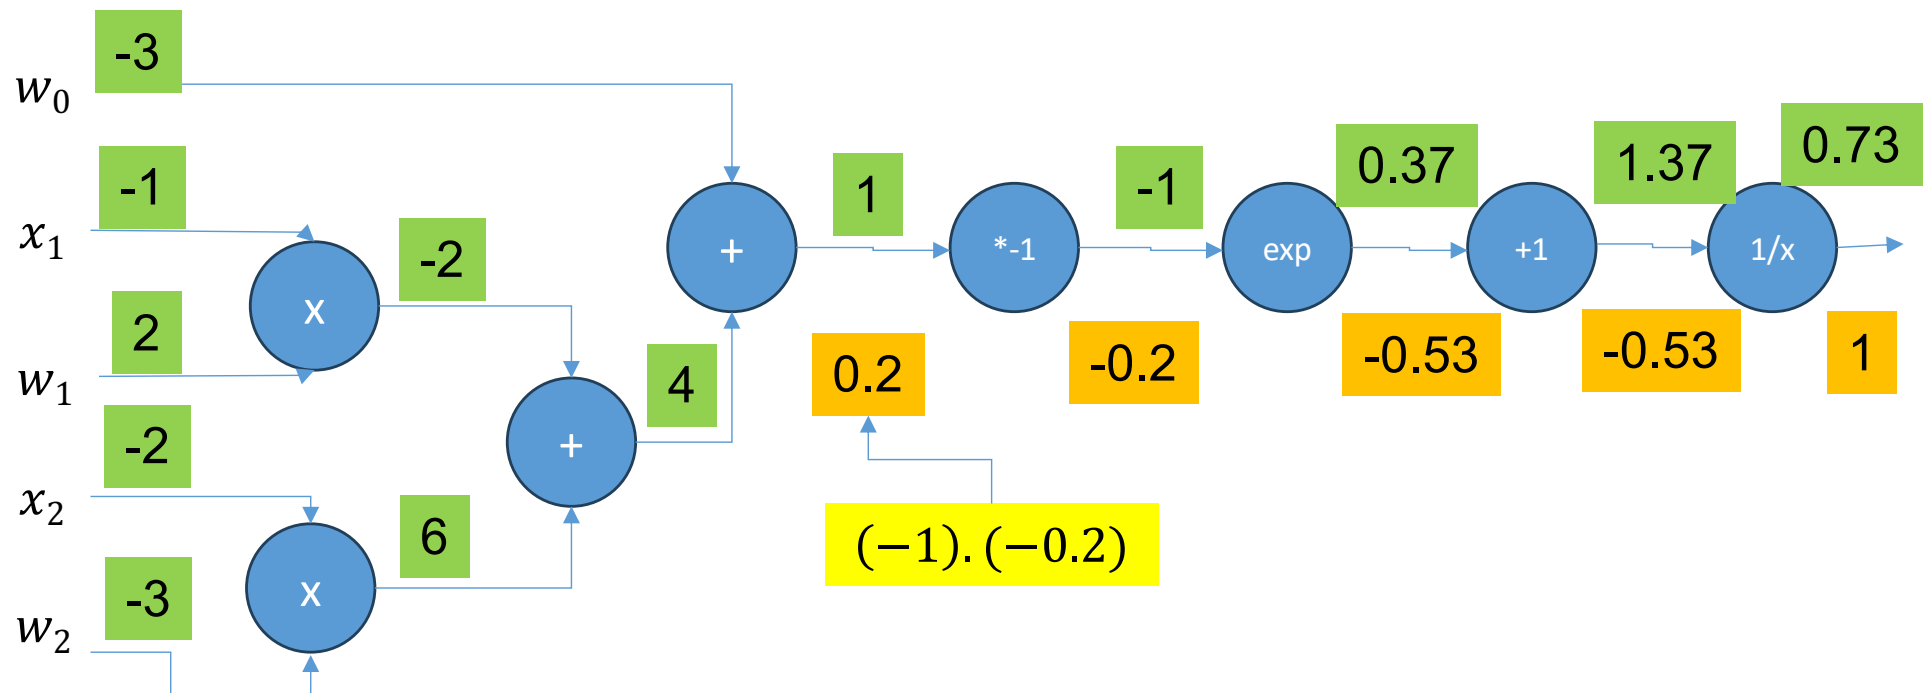 -3
w₀
-1
x₁
2
w₁
-2
x₂
-3
w₂
x
-2
x
6
+
4
+
1
*-1
-1
exp
0.37
+1
1.37
1/x
0.73
0.2
-0.2
-0.53
-0.53
1
(−1).(−0.2)